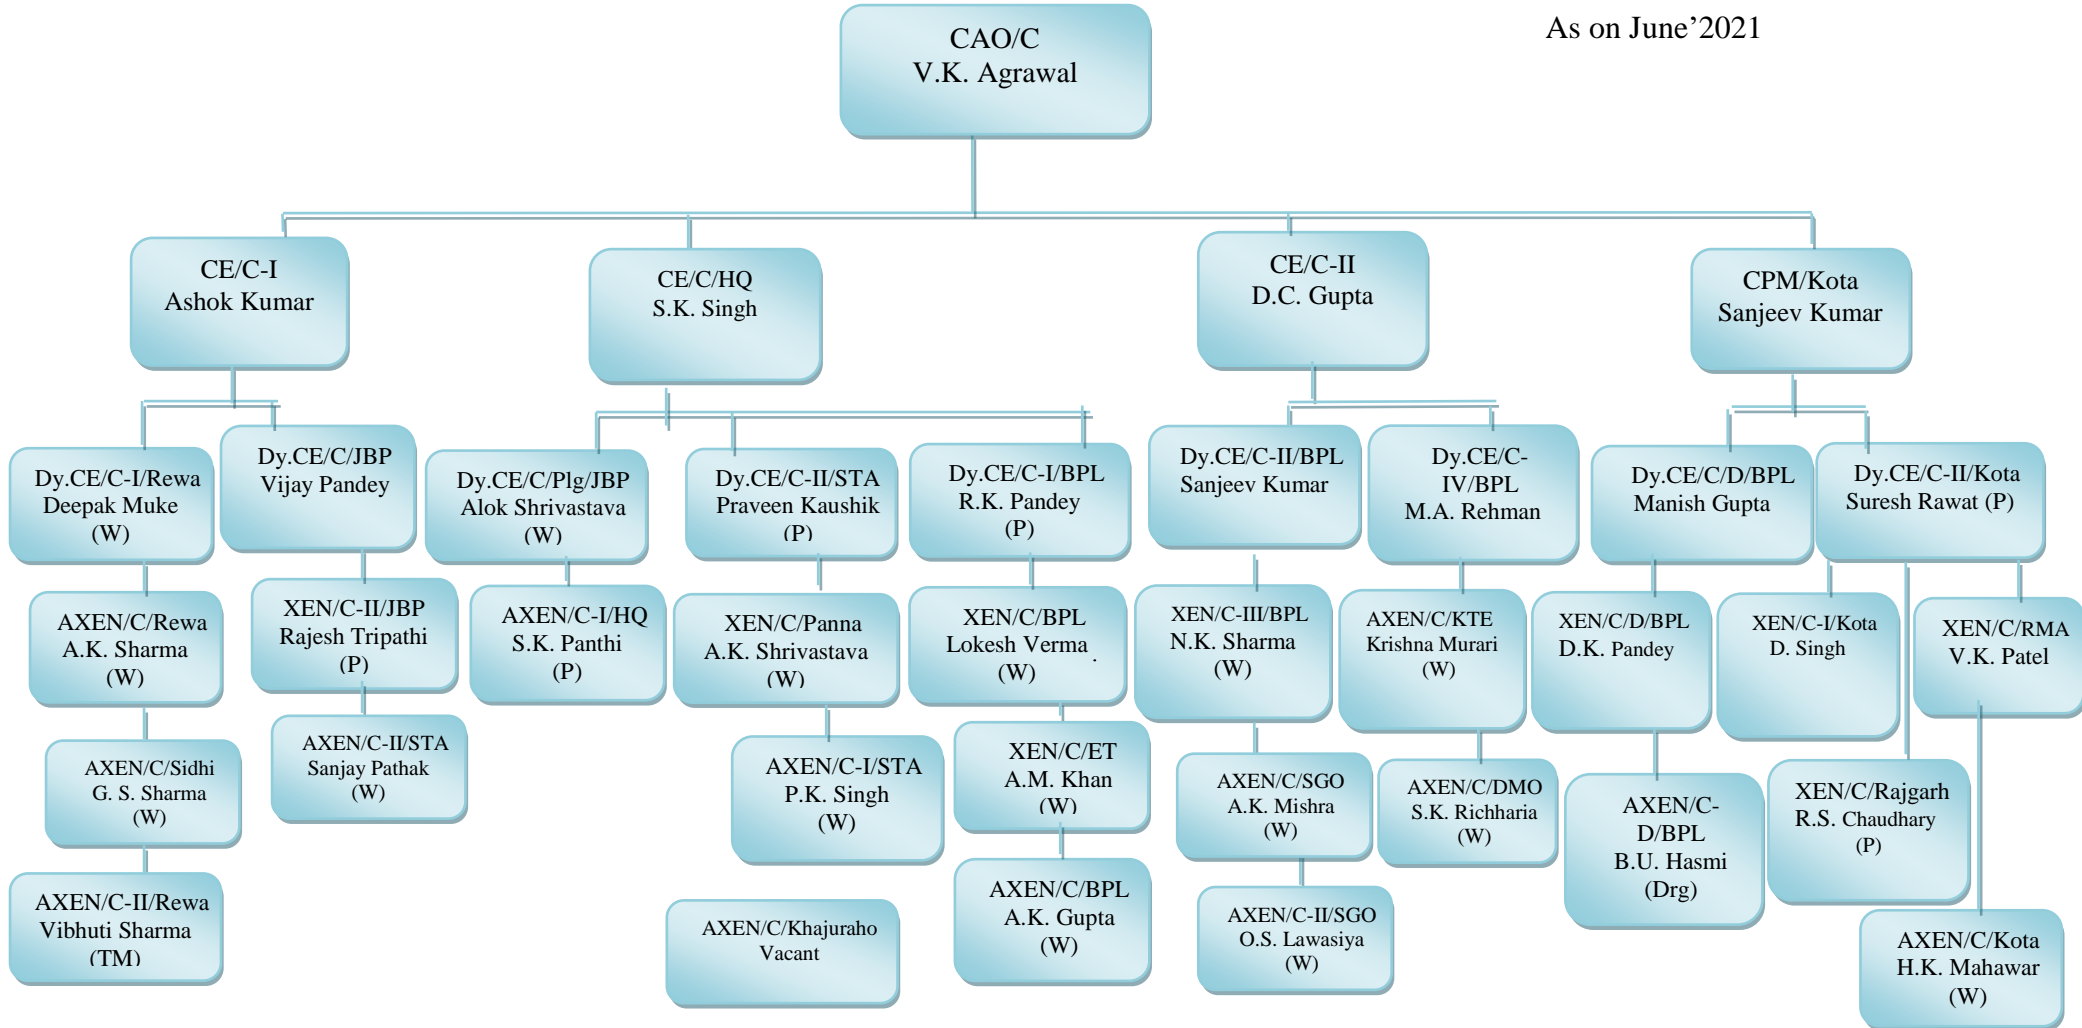 As on June’2021
CAO/C
V.K. Agrawal
CE/C-I
Ashok Kumar
CE/C/HQ
S.K. Singh
CE/C-II
D.C. Gupta
CPM/Kota
Sanjeev Kumar
Dy.CE/C-I/Rewa
Deepak Muke
(W)
Dy.CE/C/JBP
Vijay Pandey
Dy.CE/C/Plg/JBP
Alok Shrivastava
(W)
Dy.CE/C-II/STA
Praveen Kaushik
(P)
Dy.CE/C-I/BPL
R.K. Pandey
(P)
Dy.CE/C-II/BPL
Sanjeev Kumar
Dy.CE/C-
IV/BPL
M.A. Rehman
Dy.CE/C/D/BPL
Manish Gupta
Dy.CE/C-II/Kota
Suresh Rawat (P)
AXEN/C/Rewa
A.K. Sharma
(W)
XEN/C-II/JBP
Rajesh Tripathi
(P)
AXEN/C-I/HQ
S.K. Panthi
(P)
XEN/C/Panna
A.K. Shrivastava
(W)
XEN/C/BPL
Lokesh Verma .
(W)
XEN/C-III/BPL
N.K. Sharma
(W)
AXEN/C/KTE
Krishna Murari
(W)
XEN/C/D/BPL
D.K. Pandey
XEN/C-I/Kota
D. Singh
XEN/C/RMA
V.K. Patel
AXEN/C/Sidhi
G. S. Sharma
(W)
AXEN/C-II/STA
Sanjay Pathak
(W)
AXEN/C-I/STA
P.K. Singh
(W)
XEN/C/ET
A.M. Khan
(W)
AXEN/C/SGO
A.K. Mishra
(W)
AXEN/C/DMO
S.K. Richharia
(W)
AXEN/C-
D/BPL
B.U. Hasmi
(Drg)
XEN/C/Rajgarh
R.S. Chaudhary
(P)
AXEN/C-II/Rewa
Vibhuti Sharma
(TM)
AXEN/C/Khajuraho
Vacant
AXEN/C/BPL
A.K. Gupta
(W)
AXEN/C-II/SGO
O.S. Lawasiya
(W)
AXEN/C/Kota
H.K. Mahawar
(W)